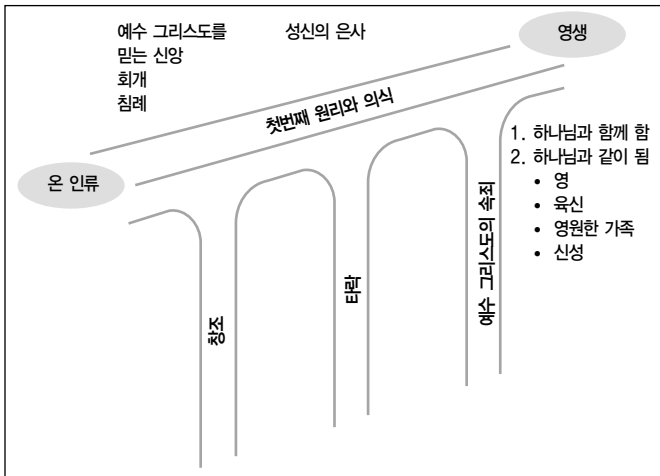 예수 그리스도를
믿는 신앙
회개
침례
성신의 은사
영생
첫번째 원리와 의식
온 인류
1. 하나님과 함께 함
2. 하나님과 같이 됨
• 영
• 육신
• 영원한 가족
• 신성
창조
타락
예수 그리스도의 속죄